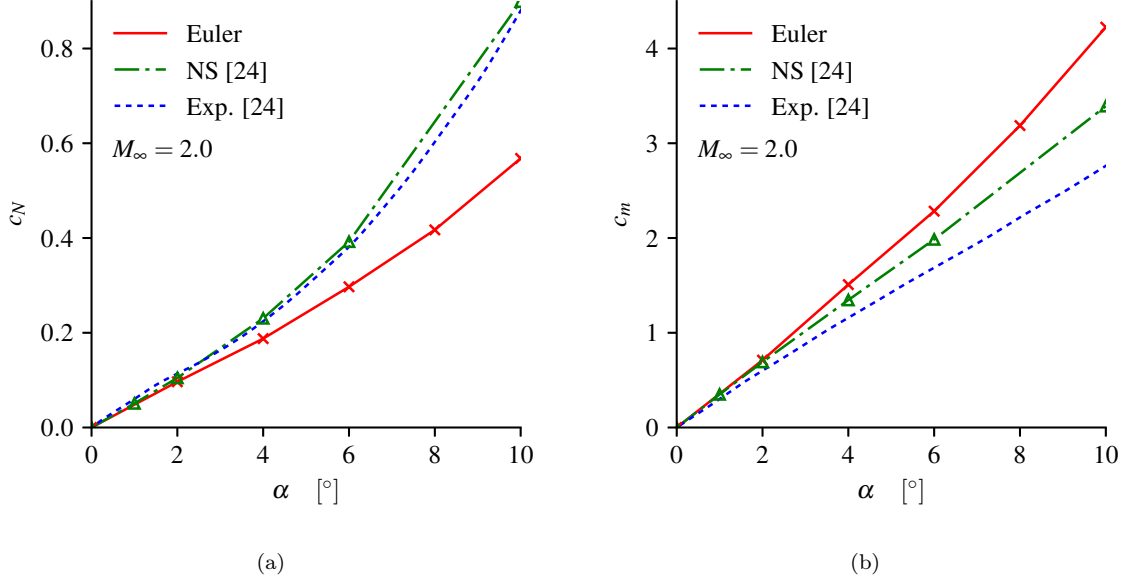 0.8
0.6
0.4
0.2
0.0
c_N
Euler
NS [24]
Exp. [24]
M_∞ = 2.0
0 2 4 6 8 10
α [°]
(a)
4
3
2
1
0
c_m
Euler
NS [24]
Exp. [24]
M_∞ = 2.0
0 2 4 6 8 10
α [°]
(b)